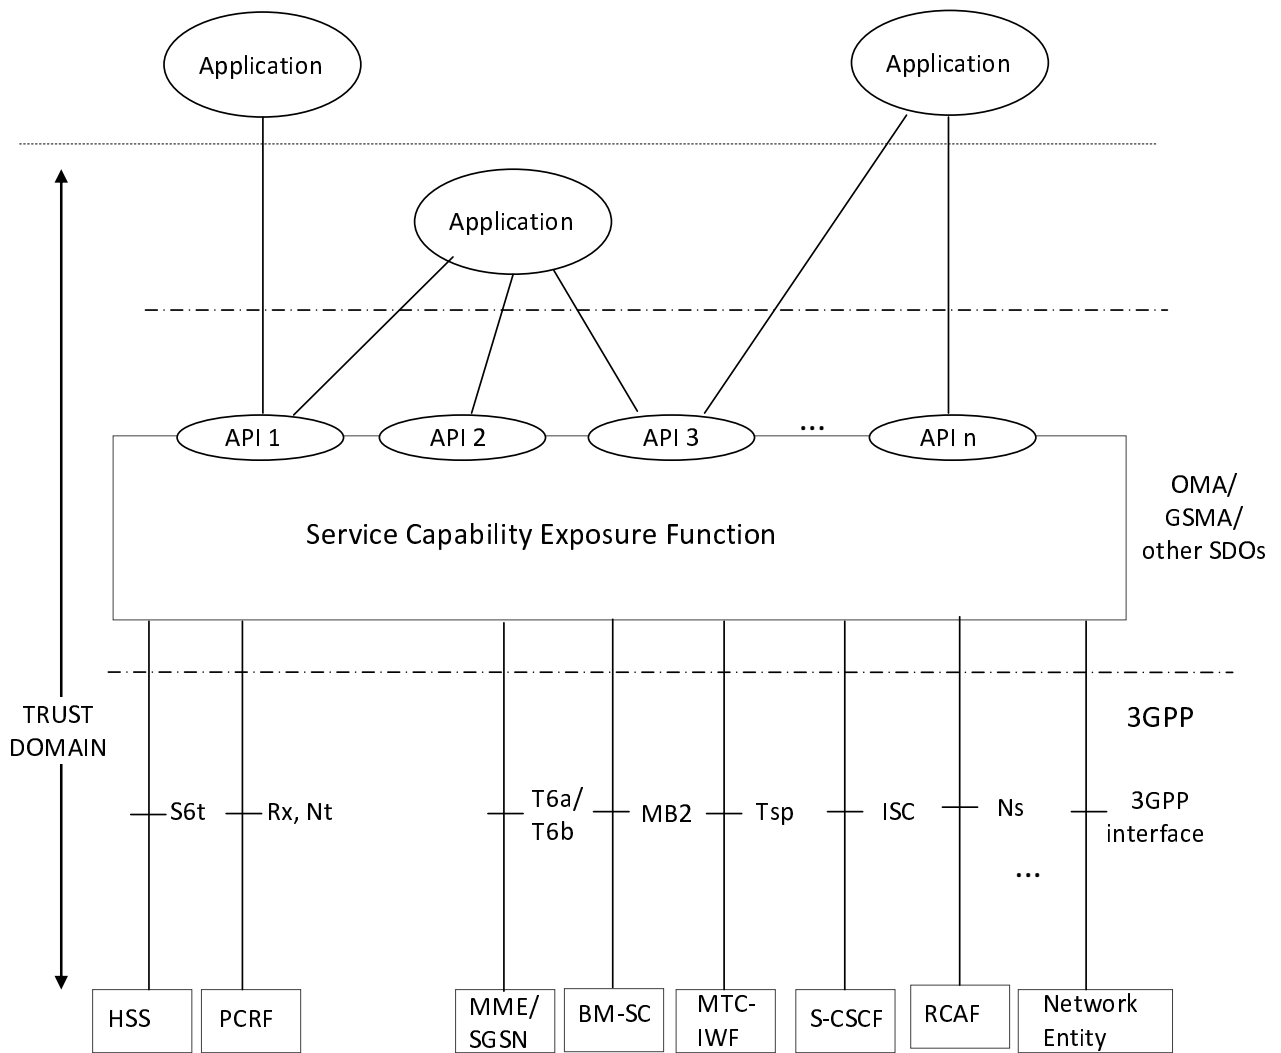 Application
Application
Application
API 1
API 2
API 3
...
API n
Service Capability Exposure Function
OMA/
GSMA/
other SDOs
TRUST
DOMAIN
3GPP
S6t
Rx, Nt
T6a/
T6b
MB2
Tsp
ISC
Ns
3GPP
interface
...
HSS
PCRF
MME/
SGSN
BM-SC
MTC-
IWF
S-CSCF
RCAF
Network
Entity